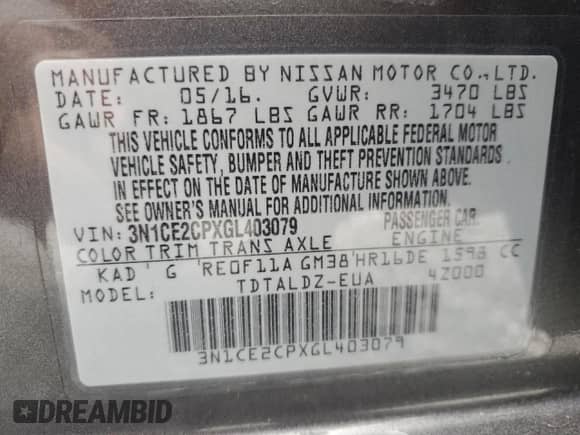 MANUFACTURED BY NISSAN MOTOR CO., LTD.
DATE: 05/16. GVWR: 3470 LBS
GAWR FR: 1867 LBS GAWR RR: 1704 LBS
THIS VEHICLE CONFORMS TO ALL APPLICABLE FEDERAL MOTOR
VEHICLE SAFETY, BUMPER AND THEFT PREVENTION STANDARDS
IN EFFECT ON THE DATE OF MANUFACTURE SHOWN ABOVE.
SEE OWNER'S MANUAL FOR ADDITIONAL INFORMATION.
VIN: 3N1CE2CPXGL403079 PASSENGER CAR.
COLOR TRIM TRANS AXLE ENGINE
KAD G RE0F11A GM38 HR16DE 1598 CC
MODEL: TDTALDZ-EUA 4Z000
3N1CE2CPXGL403079
DREAMBID